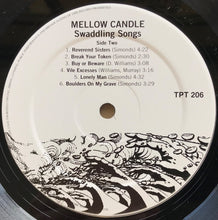 MELLOW CANDLE
Swaddling Songs
Side Two
1. Reverend Sisters (Simonds) 4:22
2. Break Your Token (Simonds) 2:30
3. Buy or Beware (D. Williams) 3:08
4. Vile Excesses (Williams, Murray) 3:16
5. Lonely Man (Simonds) 4:32
6. Boulders On My Grave (Simonds) 3:29
TPT 206